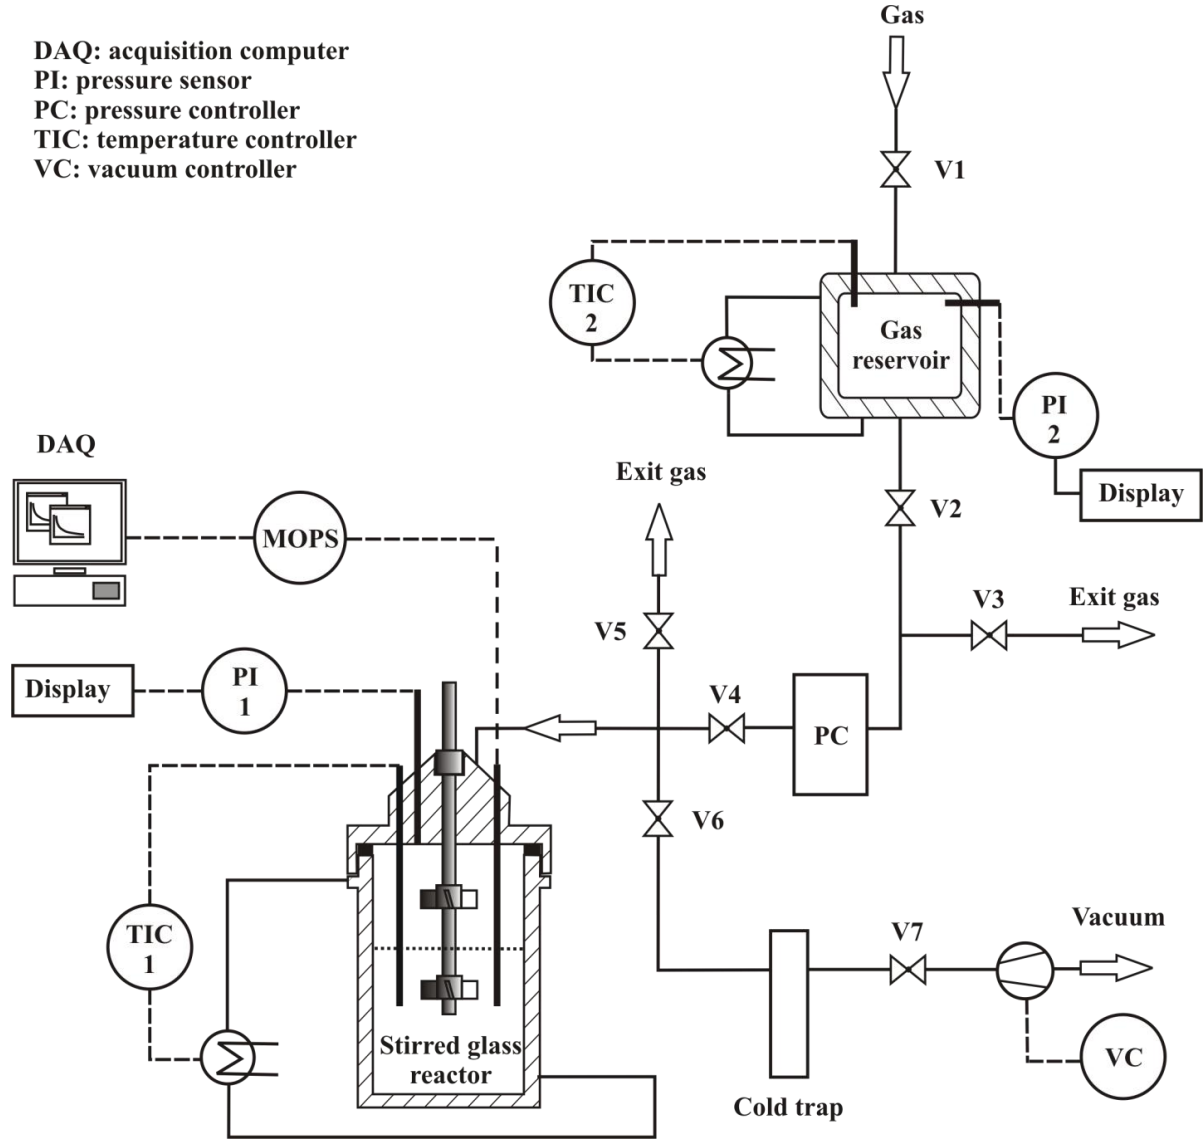 Gas
DAQ: acquisition computer
PI: pressure sensor
PC: pressure controller
TIC: temperature controller
VC: vacuum controller
V1
TIC
2
Gas
reservoir
PI
2
Display
DAQ
Exit gas
V2
MOPS
V5
V3
Exit gas
Display
PI
1
V4
PC
V6
TIC
1
V7
Vacuum
Stirred glass
reactor
VC
Cold trap